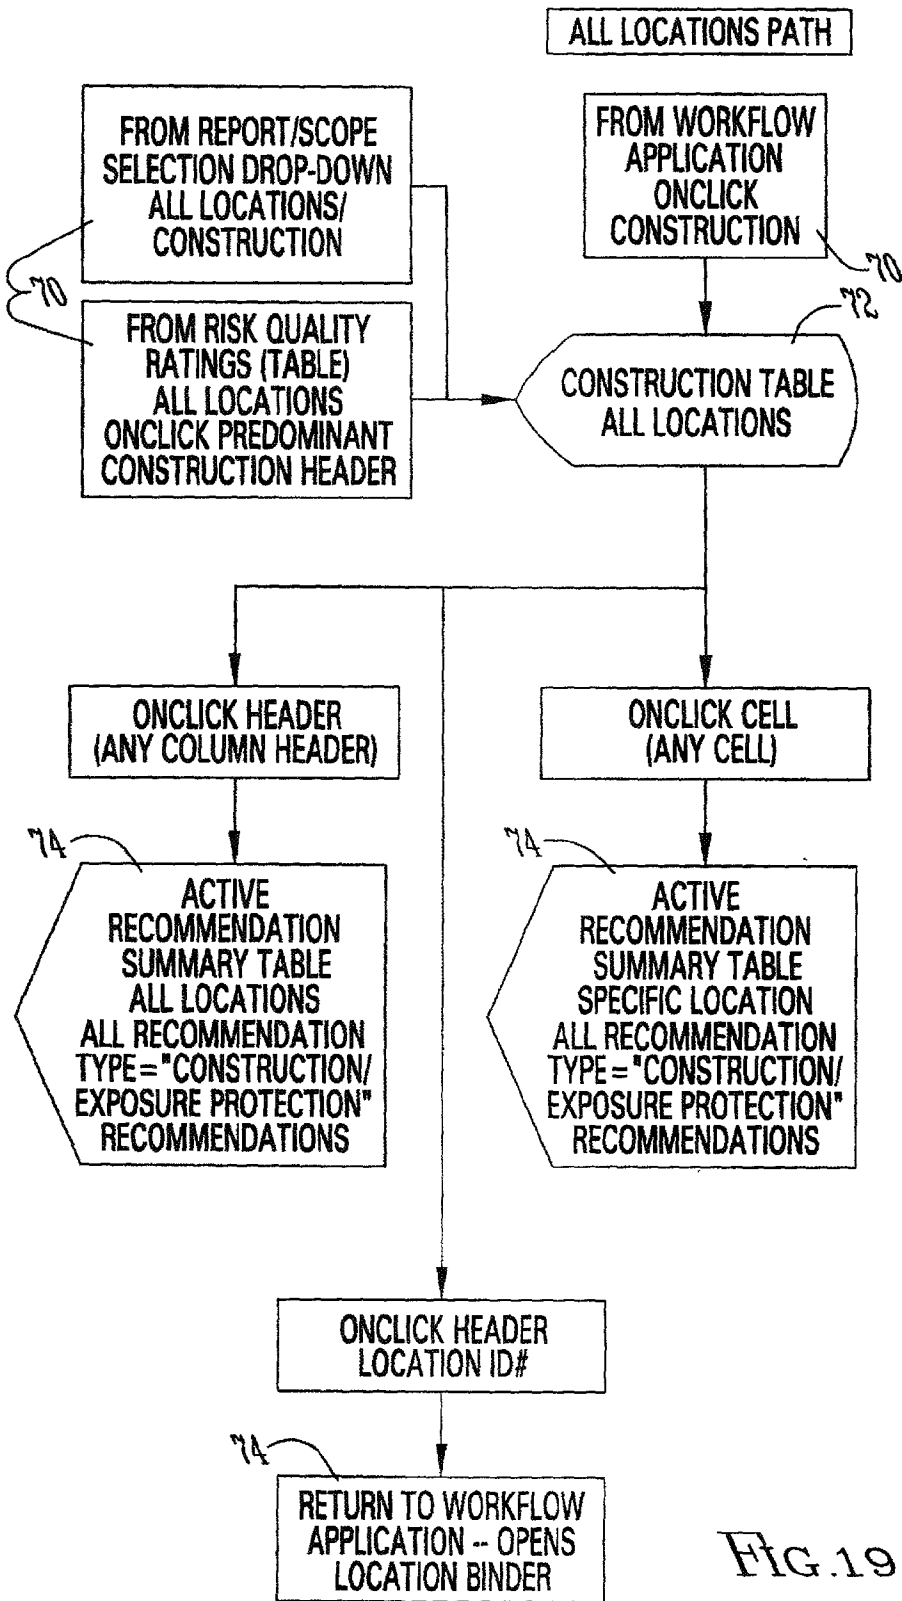 ALL LOCATIONS PATH
FROM REPORT/SCOPE
SELECTION DROP-DOWN
ALL LOCATIONS/
CONSTRUCTION
FROM WORKFLOW
APPLICATION
ONCLICK
CONSTRUCTION
70
70
FROM RISK QUALITY
RATINGS (TABLE)
ALL LOCATIONS
ONCLICK PREDOMINANT
CONSTRUCTION HEADER
72
CONSTRUCTION TABLE
ALL LOCATIONS
ONCLICK HEADER
(ANY COLUMN HEADER)
ONCLICK CELL
(ANY CELL)
74
ACTIVE
RECOMMENDATION
SUMMARY TABLE
ALL LOCATIONS
ALL RECOMMENDATION
TYPE="CONSTRUCTION/
EXPOSURE PROTECTION"
RECOMMENDATIONS
74
ACTIVE
RECOMMENDATION
SUMMARY TABLE
SPECIFIC LOCATION
ALL RECOMMENDATION
TYPE="CONSTRUCTION/
EXPOSURE PROTECTION"
RECOMMENDATIONS
ONCLICK HEADER
LOCATION ID#
74
RETURN TO WORKFLOW
APPLICATION -- OPENS
LOCATION BINDER
FIG.19